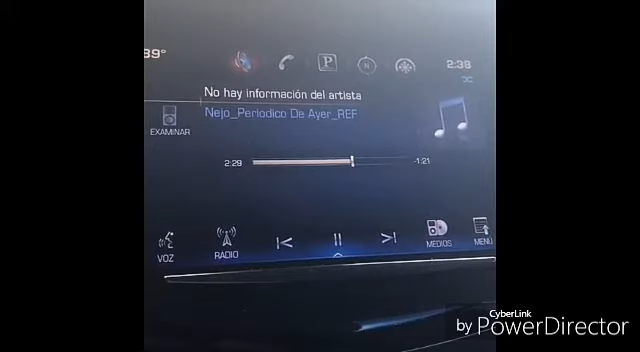 89°
P
N
2:38
No hay información del artista
Nejo_Periodico De Ayer_REF
EXAMINAR
2:29
-1:21
VOZ
RADIO
MEDIOS
MENÚ
CyberLink
by PowerDirector